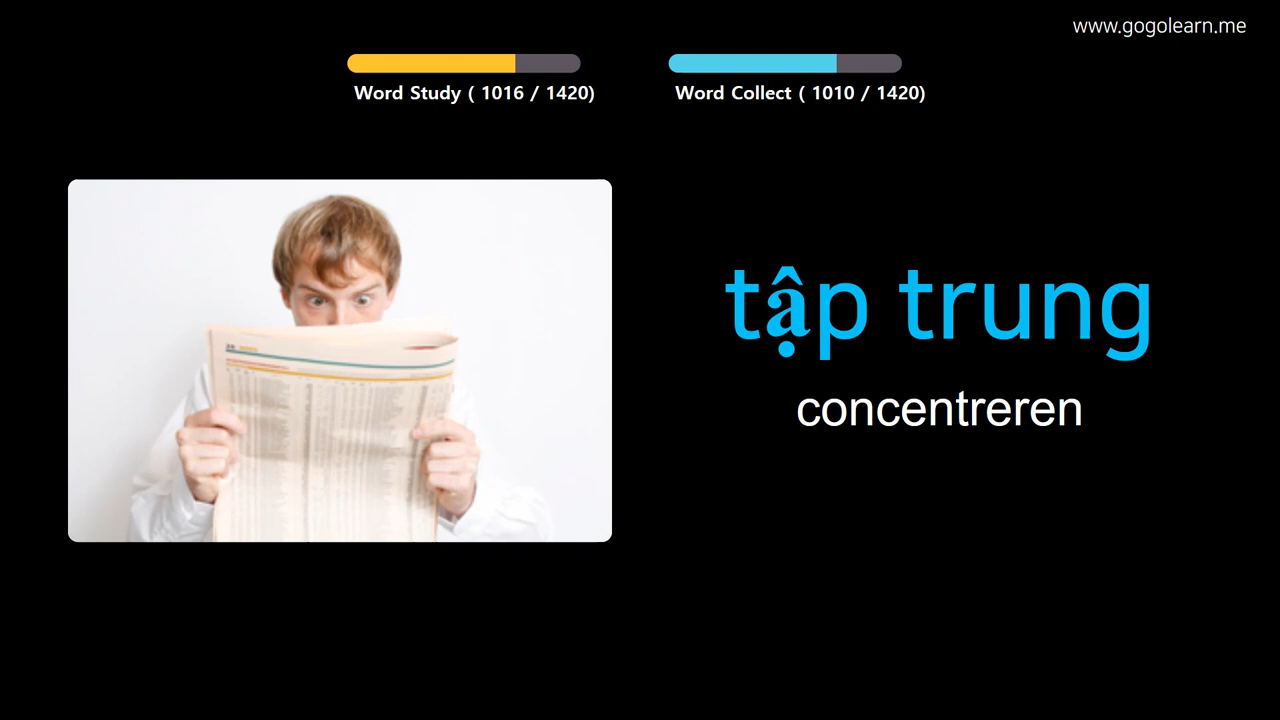 www.gogolearn.me
Word Study ( 1016 / 1420)
Word Collect ( 1010 / 1420)
tập trung
concentreren